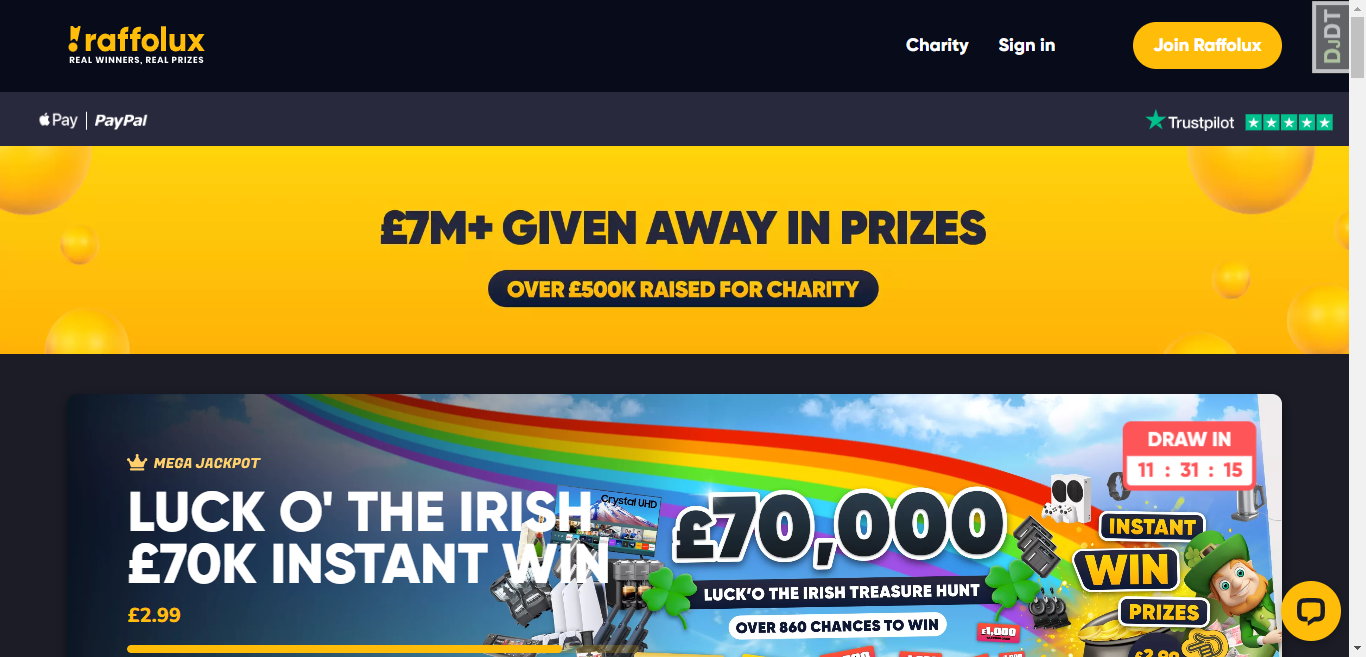 raffolux
REAL WINNERS, REAL PRIZES
Charity
Sign in
Join Raffolux
DJDT
Pay | PayPal
Trustpilot
£7M+ GIVEN AWAY IN PRIZES
OVER £500K RAISED FOR CHARITY
MEGA JACKPOT
LUCK O' THE IRISH
£70K INSTANT WIN
£2.99
Crystal UHD
£70,000
LUCK'O THE IRISH TREASURE HUNT
OVER 860 CHANCES TO WIN
£1,000
DRAW IN
11 : 31 : 15
INSTANT
WIN
PRIZES
£2.99